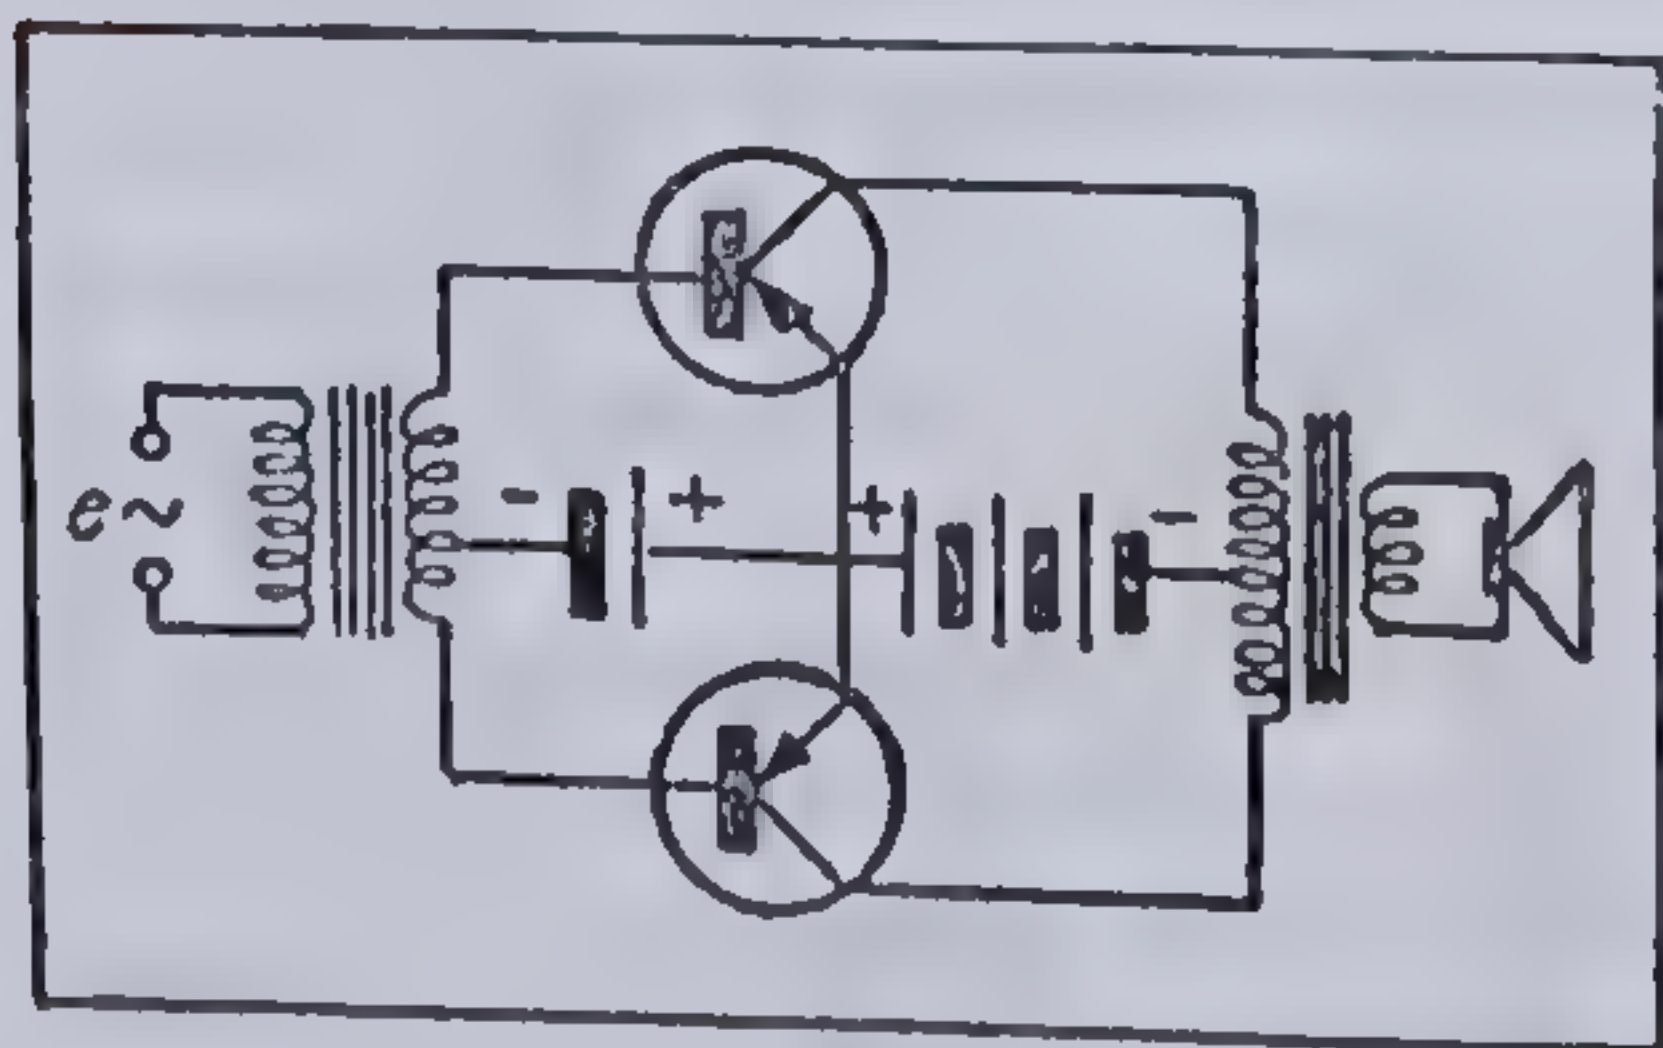 e ~
- + + -